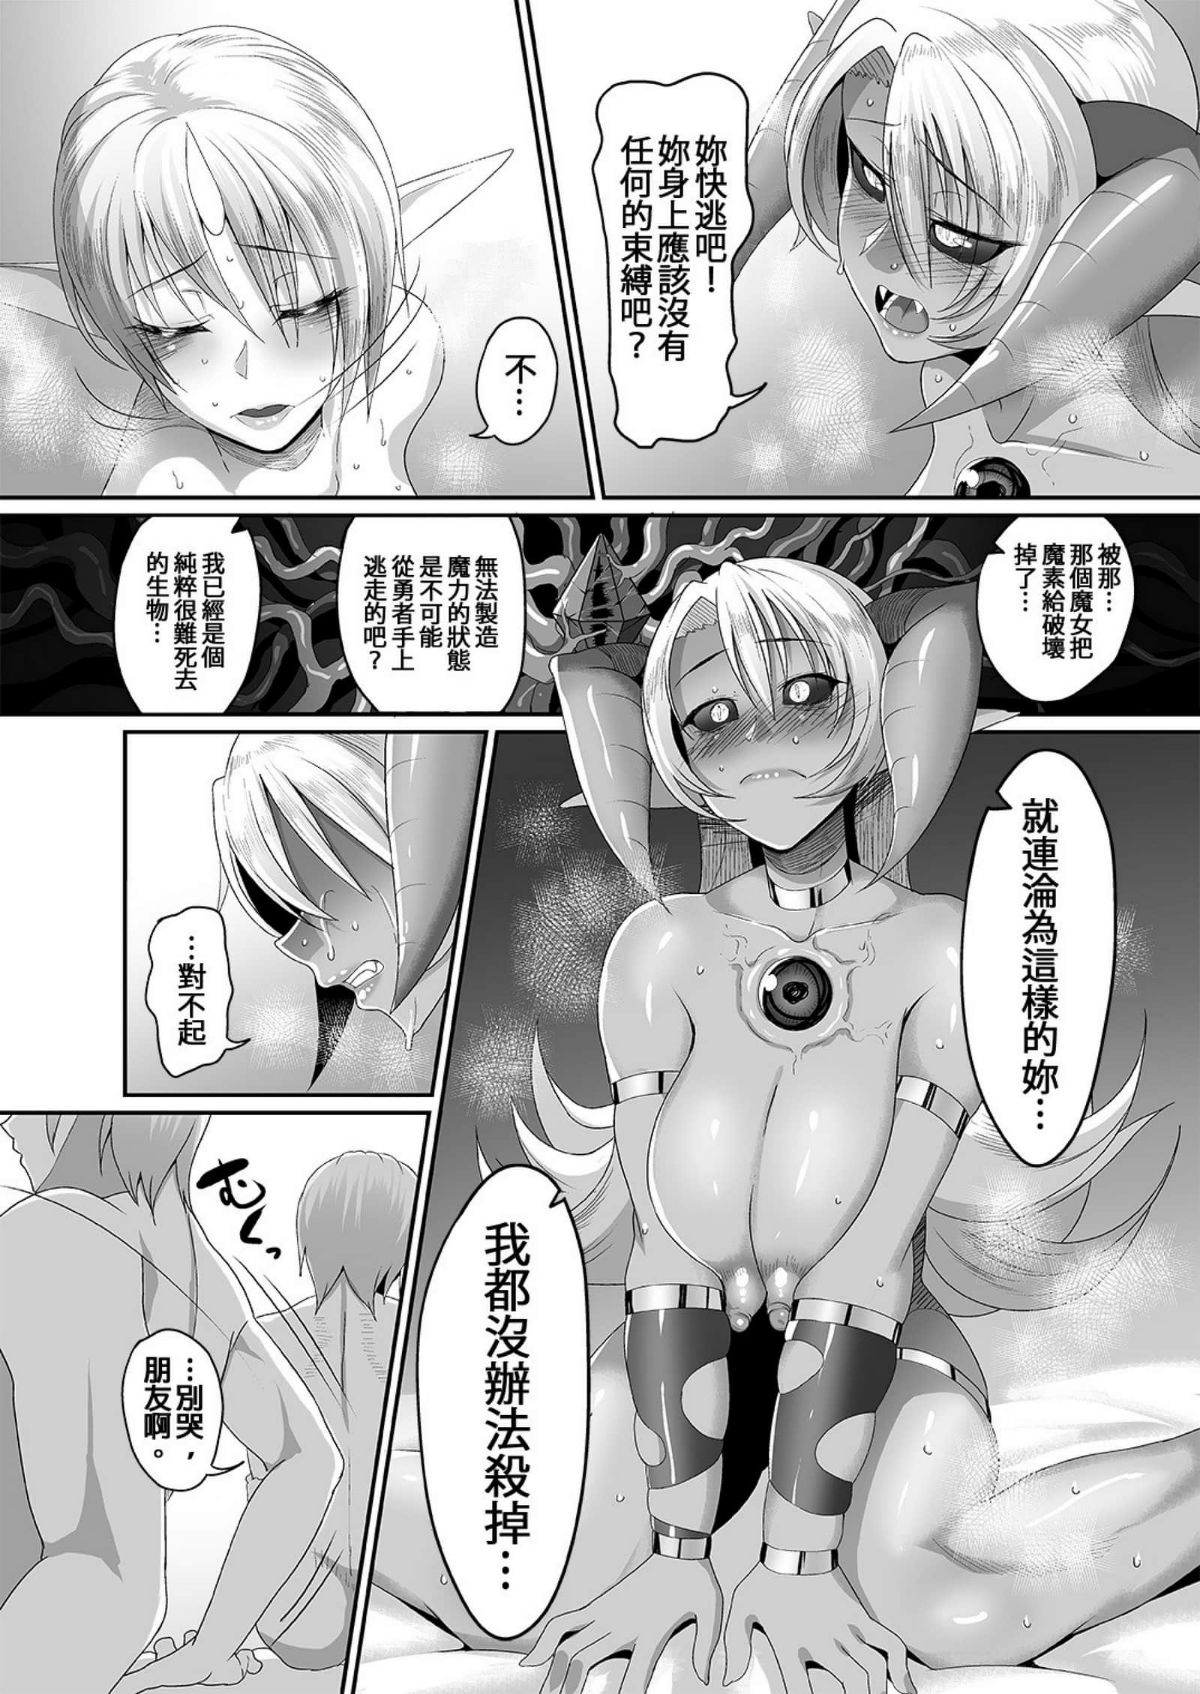 妳快逃吧！
妳身上應該沒有
任何的束縛吧？
不…
被那…
那個魔女把
魔素給破壞
掉了…
無法製造
魔力的狀態
是不可能
從勇者手上
逃走的吧？
我已經是個
純粹很難死去
的生物…
就連淪為這樣的妳…
我都沒辦法殺掉…
…對不起
むくっ
…別哭，
朋友啊。